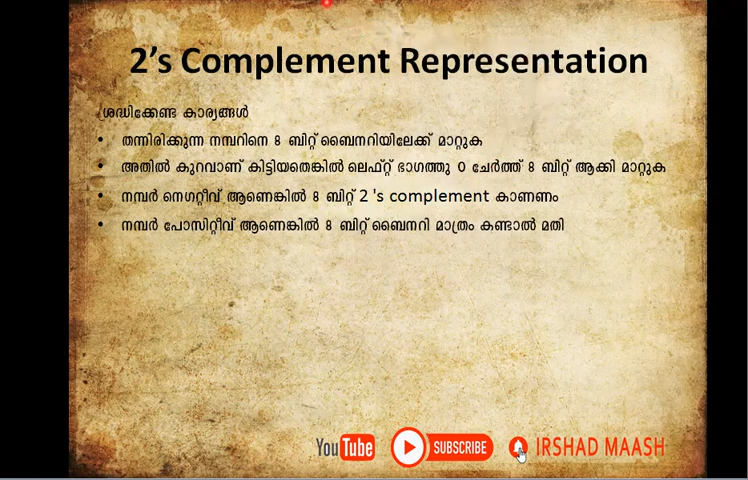 2's Complement Representation
ശ്രദ്ധിക്കേണ്ട കാര്യങ്ങൾ
• തന്നിരിക്കുന്ന നമ്പറിനെ 8 ബിറ്റ് ബൈനറിയിലേക്ക് മാറ്റുക
• അതിൽ കുറവാണ് കിട്ടിയതെങ്കിൽ ലെഫ്റ്റ് ഭാഗത്തു 0 ചേർത്ത് 8 ബിറ്റ് ആക്കി മാറ്റുക
• നമ്പർ നെഗറ്റീവ് ആണെങ്കിൽ 8 ബിറ്റ് 2 's complement കാണണം
• നമ്പർ പോസിറ്റീവ് ആണെങ്കിൽ 8 ബിറ്റ് ബൈനറി മാത്രം കണ്ടാൽ മതി
YouTube SUBSCRIBE IRSHAD MAASH